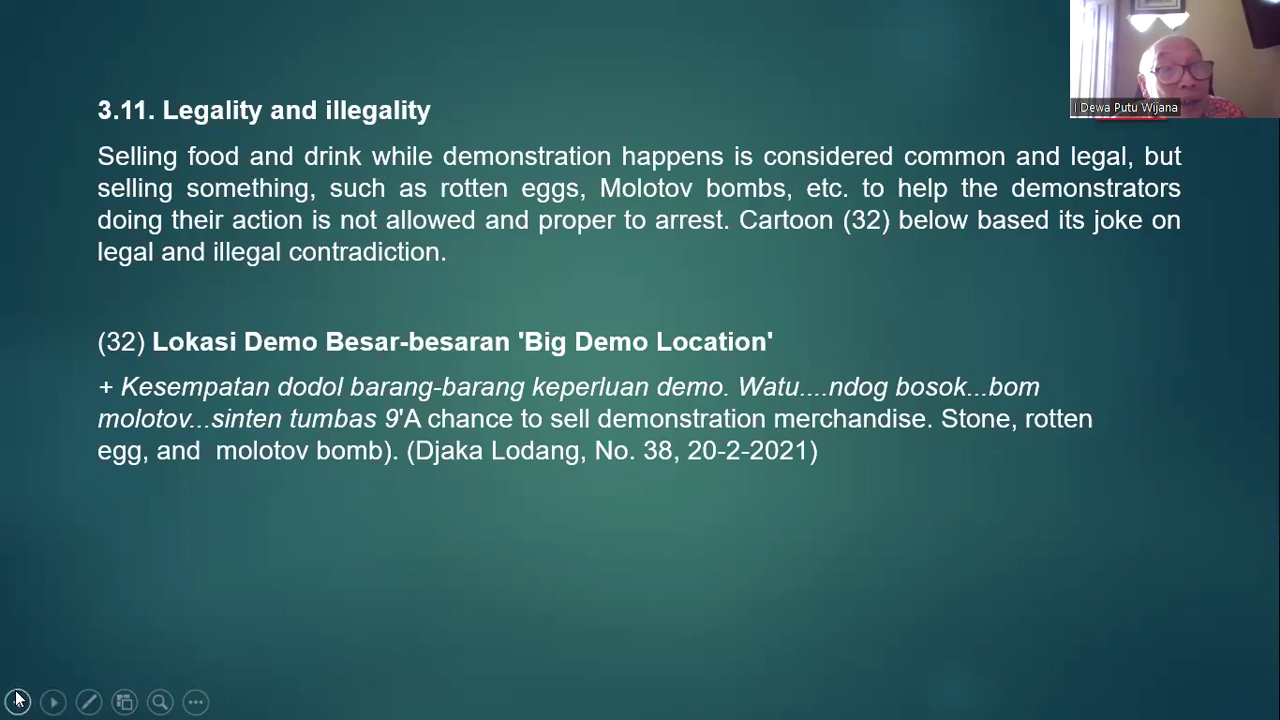 I Dewa Putu Wijana
3.11. Legality and illegality
Selling food and drink while demonstration happens is considered common and legal, but
selling something, such as rotten eggs, Molotov bombs, etc. to help the demonstrators
doing their action is not allowed and proper to arrest. Cartoon (32) below based its joke on
legal and illegal contradiction.
(32) Lokasi Demo Besar-besaran 'Big Demo Location'
+ Kesempatan dodol barang-barang keperluan demo. Watu....ndog bosok...bom
molotov...sinten tumbas 9'A chance to sell demonstration merchandise. Stone, rotten
egg, and  molotov bomb). (Djaka Lodang, No. 38, 20-2-2021)